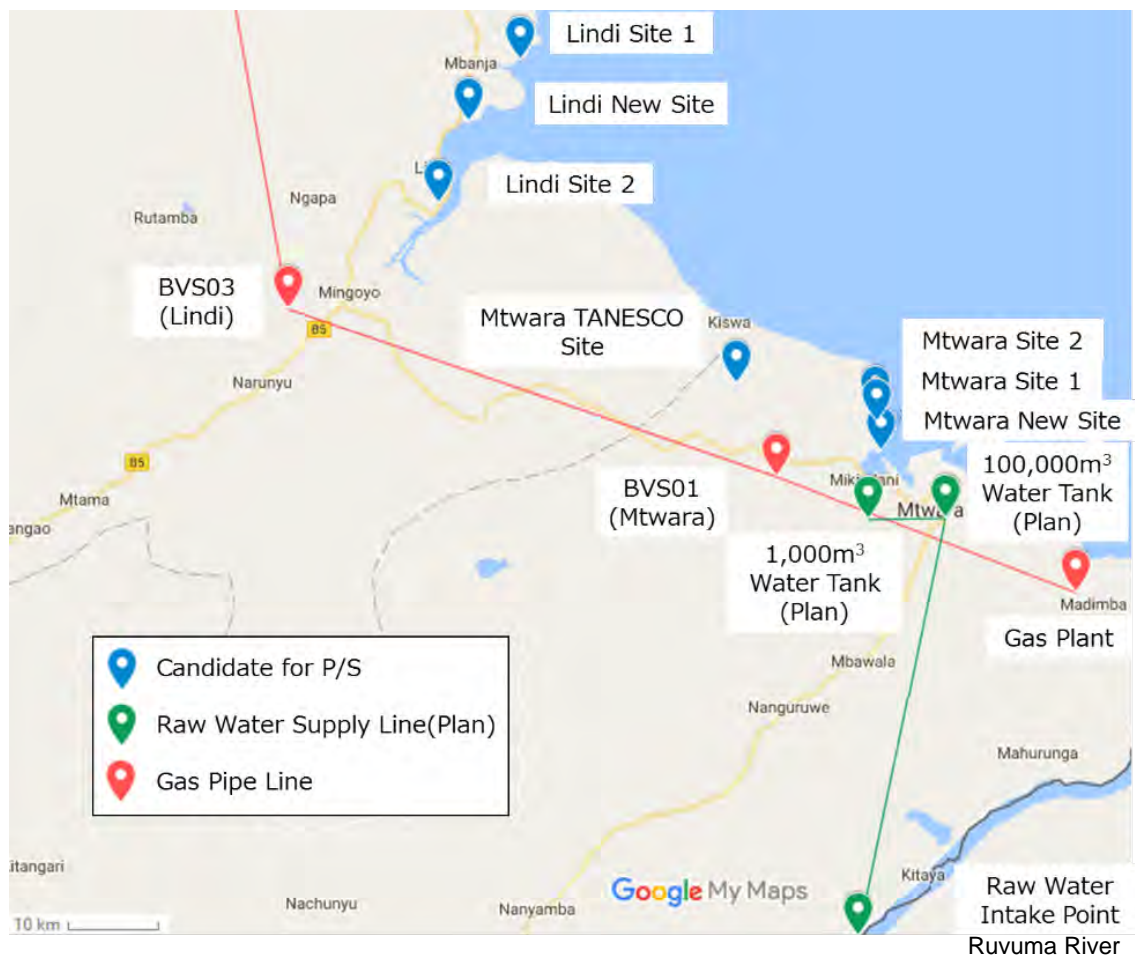 Lindi Site 1
Mbanja
Lindi New Site
Lindi Site 2
Ngapa
Rutamba
BVS03
(Lindi)
Mingoyo
B5
Mtwara TANESCO
Site
Kiswa
Mtwara Site 2
Mtwara Site 1
Mtwara New Site
Narunyu
B5
Mtama
BVS01
(Mtwara)
100,000m³
Water Tank
(Plan)
1,000m³
Water Tank
(Plan)
Madimba
Gas Plant
Mbawala
Nanguruwe
Mahurunga
Candidate for P/S
Raw Water Supply Line(Plan)
Gas Pipe Line
Kitaya
Raw Water
Intake Point
Ruvuma River
Nachunyu
Nanyamba
Google My Maps
10 km